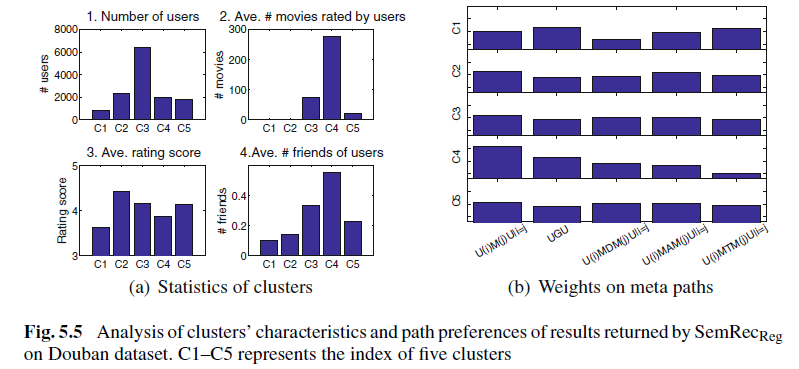 1. Number of users
8000
6000
4000
2000
0
# users
C1 C2 C3 C4 C5
2. Ave. # movies rated by users
300
200
100
0
# movies
C1 C2 C3 C4 C5
3. Ave. rating score
5
4
3
Rating score
C1 C2 C3 C4 C5
4.Ave. # friends of users
0.4
0.2
0
# friends
C1 C2 C3 C4 C5
(a) Statistics of clusters
C1
C2
C3
C4
C5
U(i)M(j)U|i=j
UGU
U(i)MDM(j)U|i=j
U(i)MAM(j)U|i=j
U(i)MTM(j)U|i=j
(b) Weights on meta paths
Fig. 5.5 Analysis of clusters’ characteristics and path preferences of results returned by SemRecReg
on Douban dataset. C1–C5 represents the index of five clusters